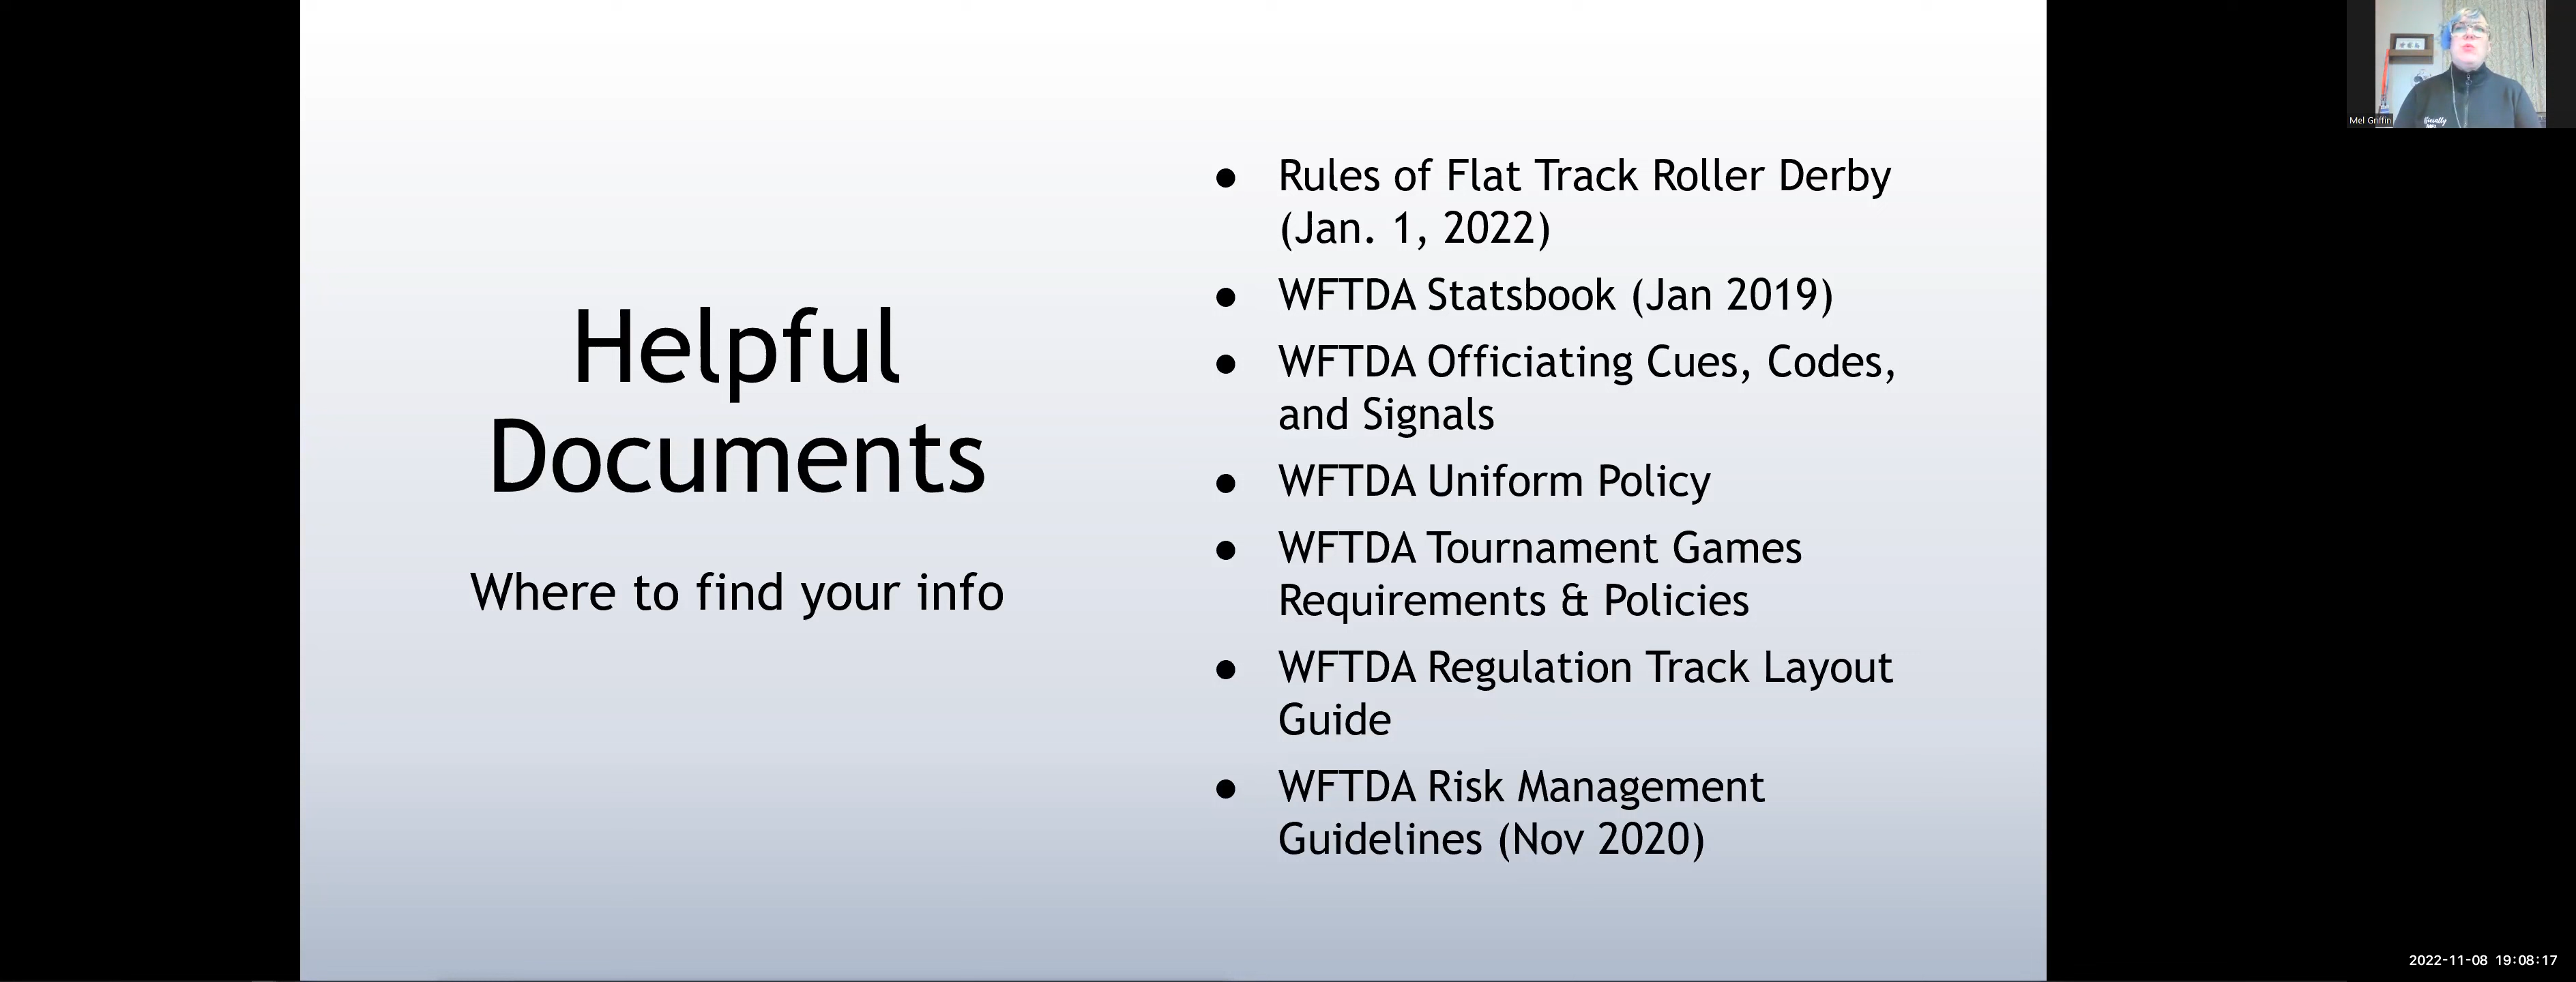 Helpful
Documents
Where to find your info
● Rules of Flat Track Roller Derby
(Jan. 1, 2022)
● WFTDA Statsbook (Jan 2019)
● WFTDA Officiating Cues, Codes,
and Signals
● WFTDA Uniform Policy
● WFTDA Tournament Games
Requirements & Policies
● WFTDA Regulation Track Layout
Guide
● WFTDA Risk Management
Guidelines (Nov 2020)
Mel Griffin
2022-11-08 19:08:17